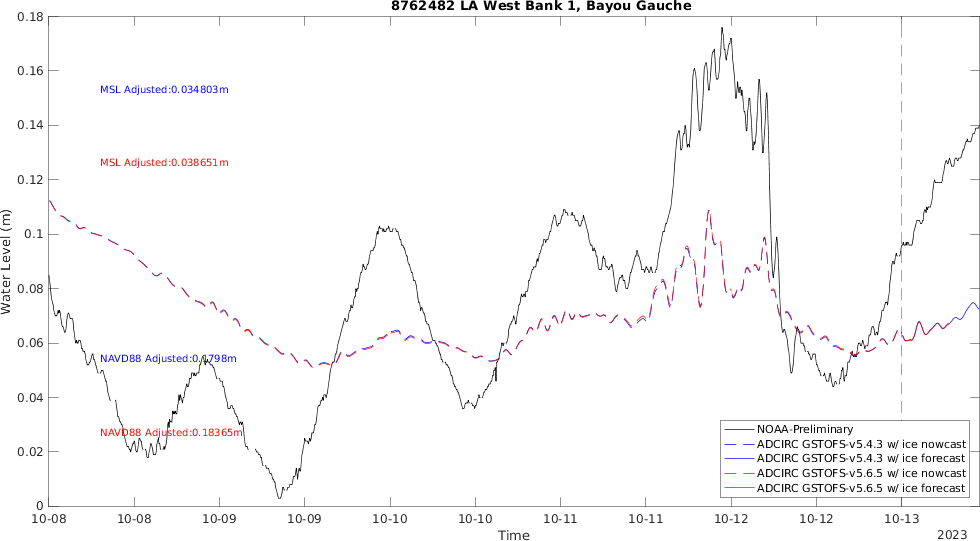 8762482 LA West Bank 1, Bayou Gauche
0.18
0.16
0.14
0.12
0.1
0.08
0.06
0.04
0.02
0
Water Level (m)
MSL Adjusted:0.034803m
MSL Adjusted:0.038651m
NAVD88 Adjusted:0.1798m
NAVD88 Adjusted:0.18365m
NOAA-Preliminary
ADCIRC GSTOFS-v5.4.3 w/ ice nowcast
ADCIRC GSTOFS-v5.4.3 w/ ice forecast
ADCIRC GSTOFS-v5.6.5 w/ ice nowcast
ADCIRC GSTOFS-v5.6.5 w/ ice forecast
10-08 10-08 10-09 10-09 10-10 10-10 10-11 10-11 10-12 10-12 10-13
Time
2023